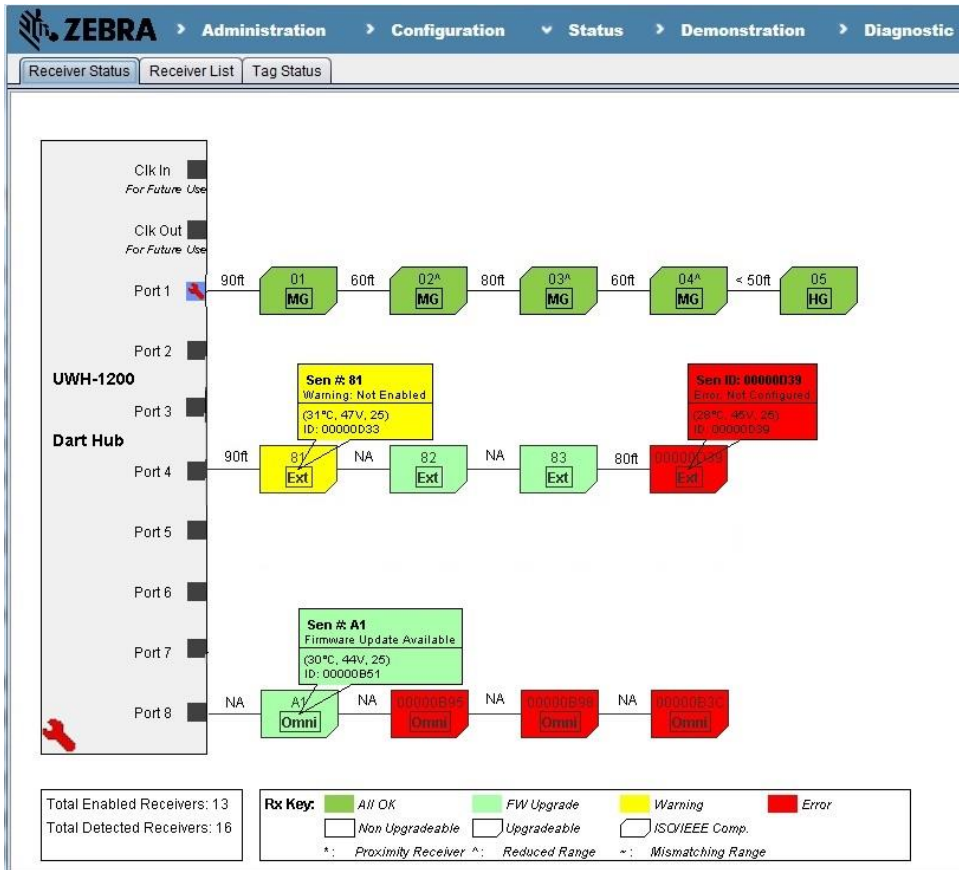 ZEBRA > Administration > Configuration Status > Demonstration > Diagnostic
Receiver Status Receiver List Tag Status
Clk In
For Future Use
Clk Out
For Future Use
Port 1 90ft 01 MG 60ft 02^ MG 80ft 03^ MG 60ft 04^ MG < 50ft 05 HG
Port 2
UWH-1200
Port 3
Dart Hub
Sen #: 81
Warning: Not Enabled
(31°C, 47V, 25)
ID: 00000D33
Sen ID: 00000D39
Error: Not Configured
(28°C, 45V, 25)
ID: 00000D39
Port 4 90ft 81 Ext NA 82 Ext NA 83 Ext 80ft 00000D39 Ext
Port 5
Port 6
Port 7
Sen #: A1
Firmware Update Available
(30°C, 44V, 25)
ID: 00000B51
Port 8 NA A1 Omni NA 00000B95 Omni NA 00000B98 Omni NA 00000B3C Omni
Total Enabled Receivers: 13
Total Detected Receivers: 16
Rx Key: All OK FW Upgrade Warning Error
Non Upgradeable Upgradeable ISO/IEEE Comp.
*: Proximity Receiver ^: Reduced Range ~: Mismatching Range